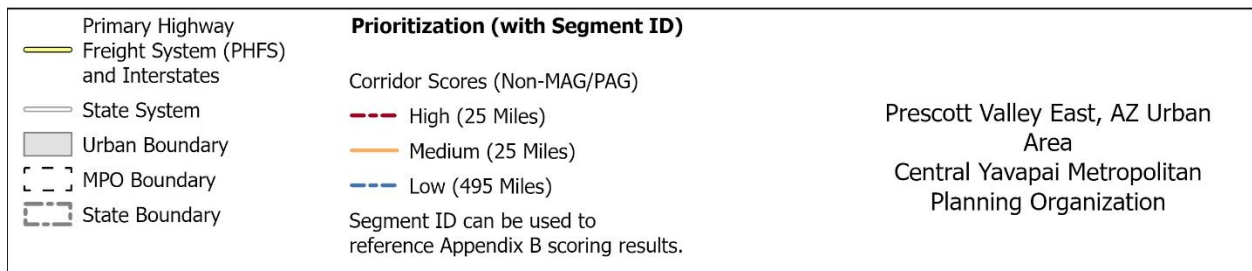 Primary Highway
Freight System (PHFS)
and Interstates
State System
Urban Boundary
MPO Boundary
State Boundary
Prioritization (with Segment ID)
Corridor Scores (Non-MAG/PAG)
High (25 Miles)
Medium (25 Miles)
Low (495 Miles)
Segment ID can be used to
reference Appendix B scoring results.
Prescott Valley East, AZ Urban
Area
Central Yavapai Metropolitan
Planning Organization